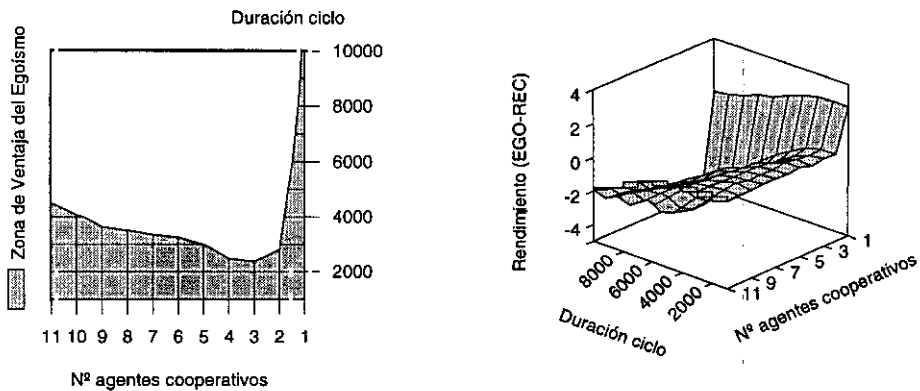 Duración ciclo
Zona de Ventaja del Egoísmo
10000
8000
6000
4000
2000
11 10 9 8 7 6 5 4 3 2 1
Nº agentes cooperativos
Rendimiento (EGO-REC)
4
2
0
-2
-4
8000
6000
4000
2000
Duración ciclo
11
9
7
5
3
1
Nº agentes cooperativos